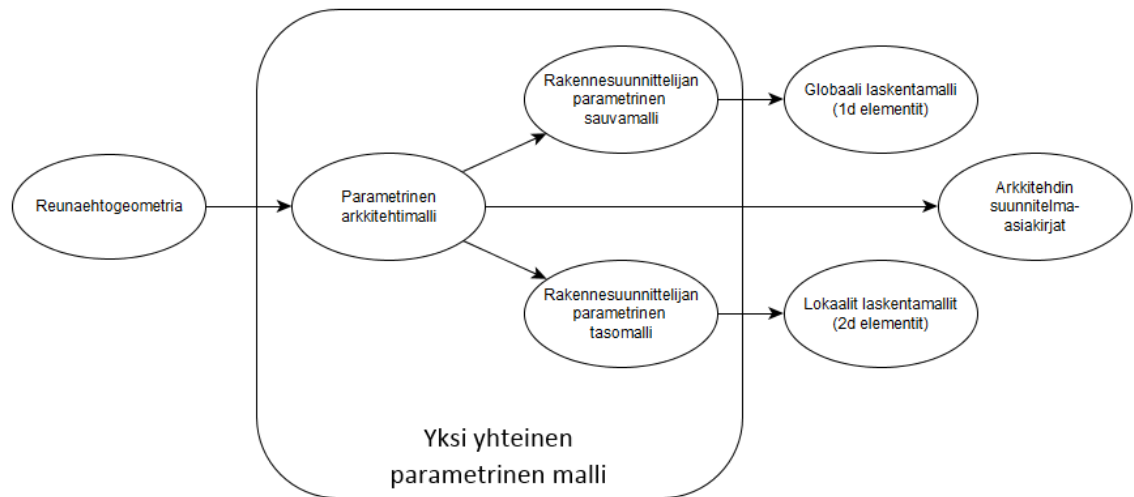 Reunaehtogeometria
Parametrinen
arkkitehtimalli
Rakennesuunnittelijan
parametrinen
sauvamalli
Globaali laskentamalli
(1d elementit)
Arkkitehdin
suunnitelma-
asiakirjat
Rakennesuunnittelijan
parametrinen
tasomalli
Lokaalit laskentamallit
(2d elementit)
Yksi yhteinen
parametrinen malli